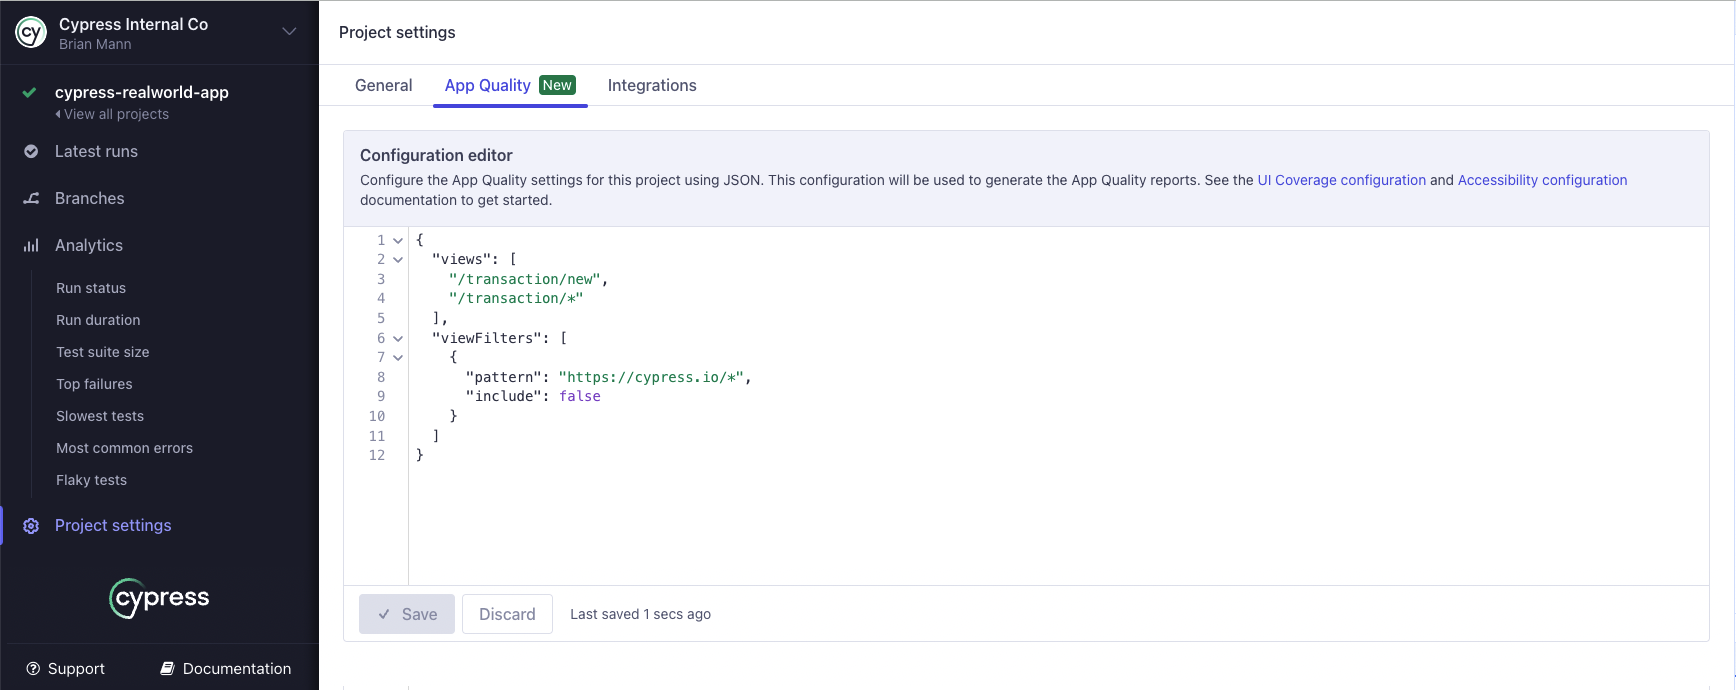 Cypress Internal Co
Brian Mann
cypress-realworld-app
View all projects
Latest runs
Branches
Analytics
Run status
Run duration
Test suite size
Top failures
Slowest tests
Most common errors
Flaky tests
Project settings
cypress
Support
Documentation
Project settings
General
App Quality New
Integrations
Configuration editor
Configure the App Quality settings for this project using JSON. This configuration will be used to generate the App Quality reports. See the UI Coverage configuration and Accessibility configuration
documentation to get started.
1 {
2 "views": [
3 "/transaction/new",
4 "/transaction/*"
5 ],
6 "viewFilters": [
7 {
8 "pattern": "https://cypress.io/*",
9 "include": false
10 }
11 ]
12 }
Save
Discard
Last saved 1 secs ago